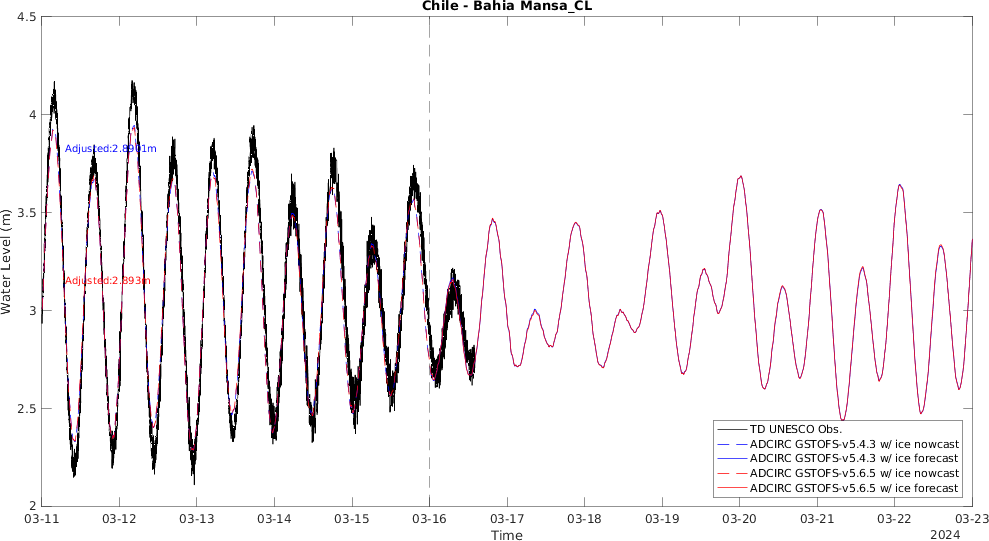 Chile - Bahia Mansa_CL
4.5
4
3.5
3
2.5
2
Water Level (m)
Adjusted:2.8901m
Adjusted:2.893m
TD UNESCO Obs.
ADCIRC GSTOFS-v5.4.3 w/ ice nowcast
ADCIRC GSTOFS-v5.4.3 w/ ice forecast
ADCIRC GSTOFS-v5.6.5 w/ ice nowcast
ADCIRC GSTOFS-v5.6.5 w/ ice forecast
03-11 03-12 03-13 03-14 03-15 03-16 03-17 03-18 03-19 03-20 03-21 03-22 03-23
Time
2024